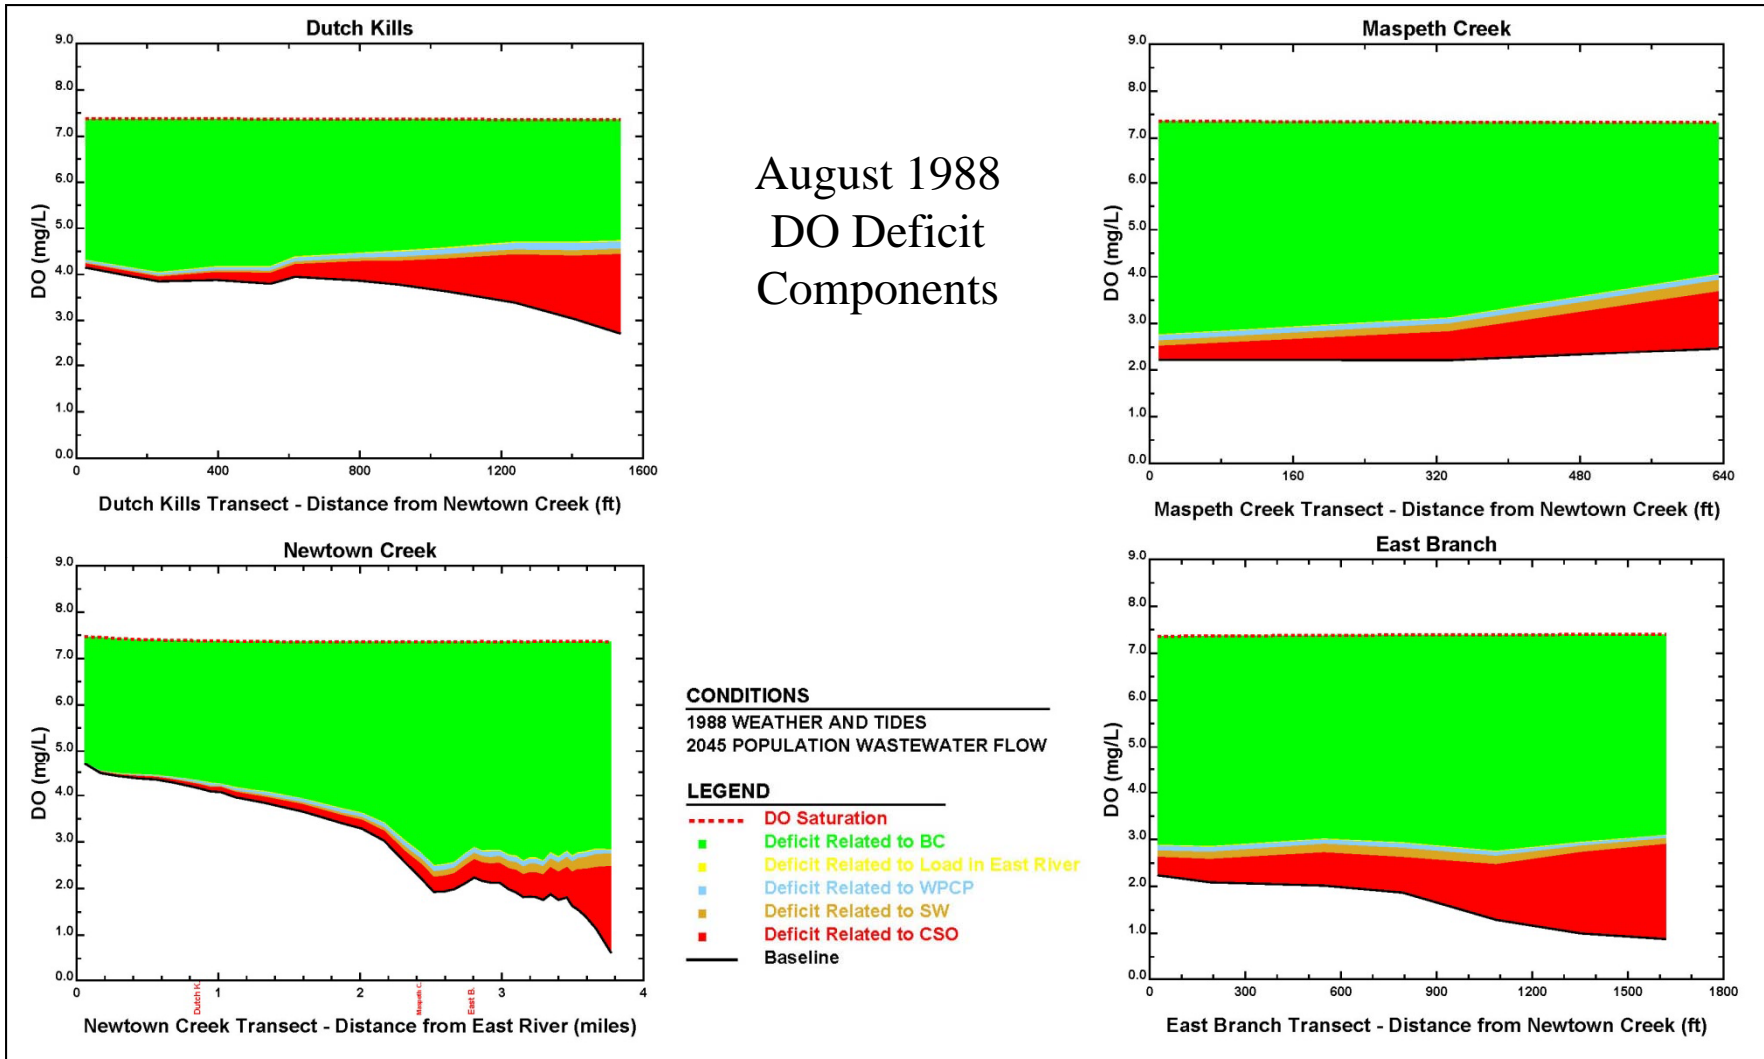 Dutch Kills
9.0
8.0
7.0
6.0
5.0
4.0
3.0
2.0
1.0
0.0
DO (mg/L)
0 400 800 1200 1600
Dutch Kills Transect - Distance from Newtown Creek (ft)
August 1988
DO Deficit
Components
Maspeth Creek
9.0
8.0
7.0
6.0
5.0
4.0
3.0
2.0
1.0
0.0
DO (mg/L)
0 160 320 480 640
Maspeth Creek Transect - Distance from Newtown Creek (ft)
Newtown Creek
9.0
8.0
7.0
6.0
5.0
4.0
3.0
2.0
1.0
0.0
DO (mg/L)
0 1 2 3 4
Dutch K.
Maspeth C.
East B.
Newtown Creek Transect - Distance from East River (miles)
CONDITIONS
1988 WEATHER AND TIDES
2045 POPULATION WASTEWATER FLOW
LEGEND
DO Saturation
Deficit Related to BC
Deficit Related to Load in East River
Deficit Related to WPCP
Deficit Related to SW
Deficit Related to CSO
Baseline
East Branch
9.0
8.0
7.0
6.0
5.0
4.0
3.0
2.0
1.0
0.0
DO (mg/L)
0 300 600 900 1200 1500 1800
East Branch Transect - Distance from Newtown Creek (ft)